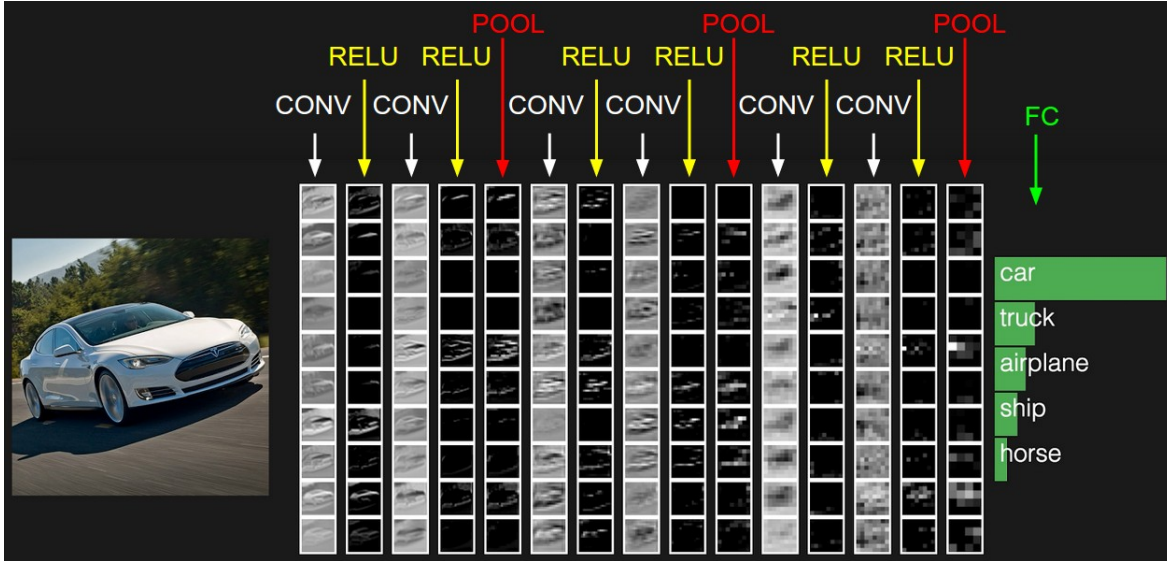 POOL POOL POOL
RELU RELU RELU RELU RELU RELU
CONV CONV CONV CONV CONV CONV
FC
car
truck
airplane
ship
horse